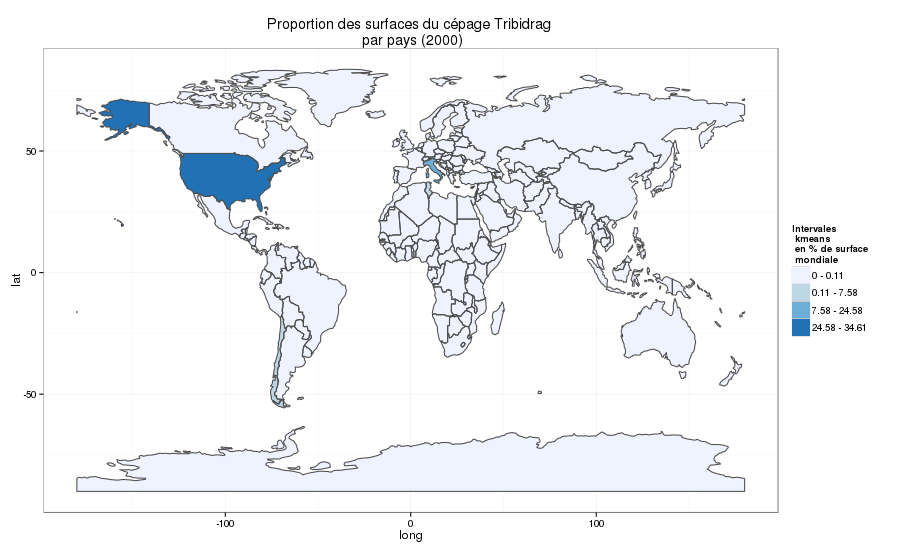 Proportion des surfaces du cépage Tribidrag
par pays (2000)
50
0
-50
lat
-100
0
100
long
Intervales
kmeans
en % de surface
mondiale
0 - 0.11
0.11 - 7.58
7.58 - 24.58
24.58 - 34.61